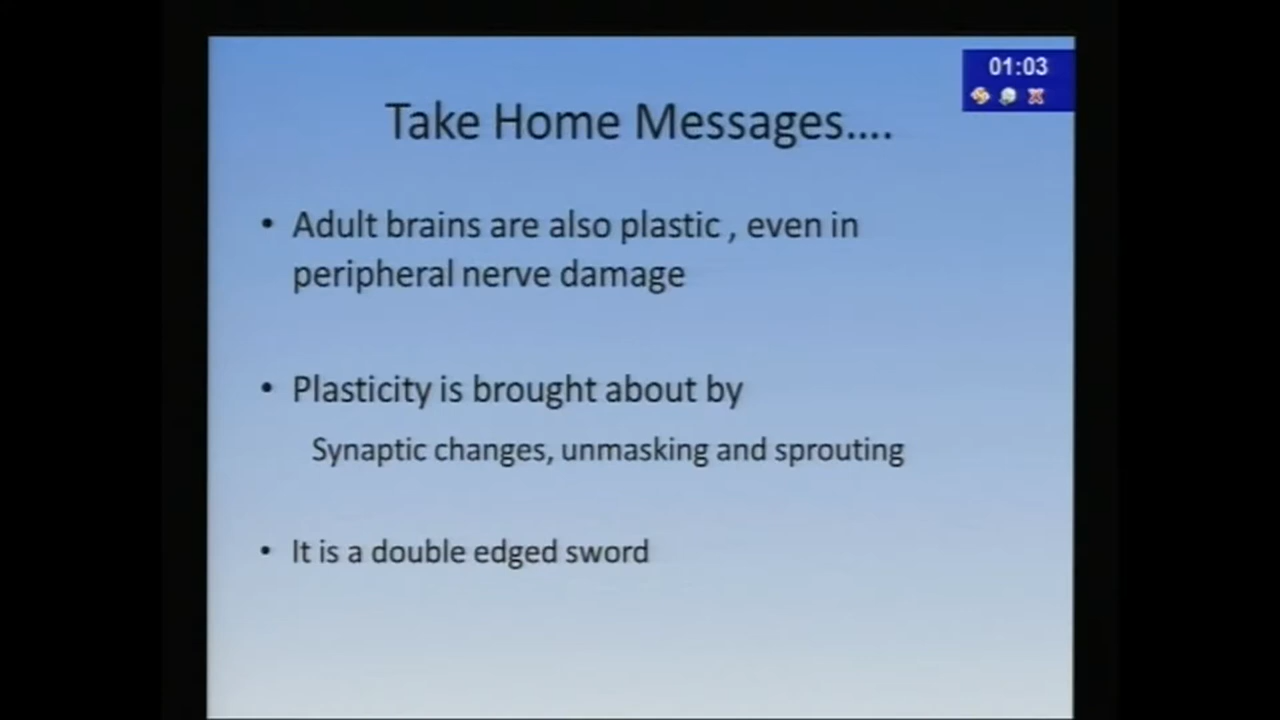 01:03
Take Home Messages....
• Adult brains are also plastic , even in
peripheral nerve damage
• Plasticity is brought about by
Synaptic changes, unmasking and sprouting
• It is a double edged sword